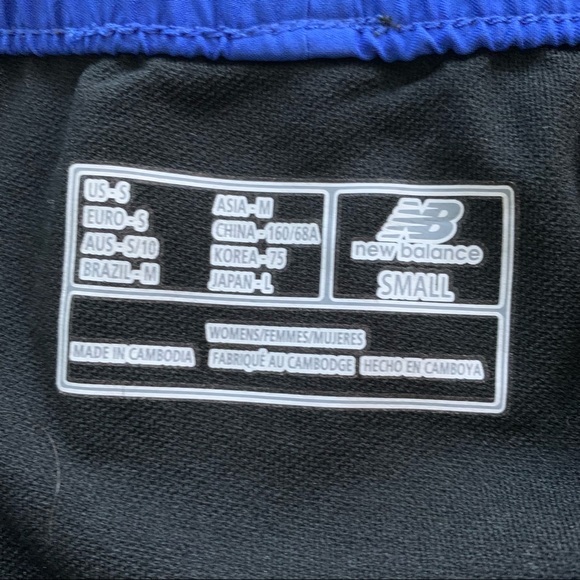 US-S
EURO-S
AUS-S/10
BRAZIL-M
ASIA-M
CHINA-160/68A
KOREA-75
JAPAN-L
NB
new balance
SMALL
WOMENS/FEMMES/MUJERES
MADE IN CAMBODIA FABRIQUÉ AU CAMBODGE HECHO EN CAMBOYA